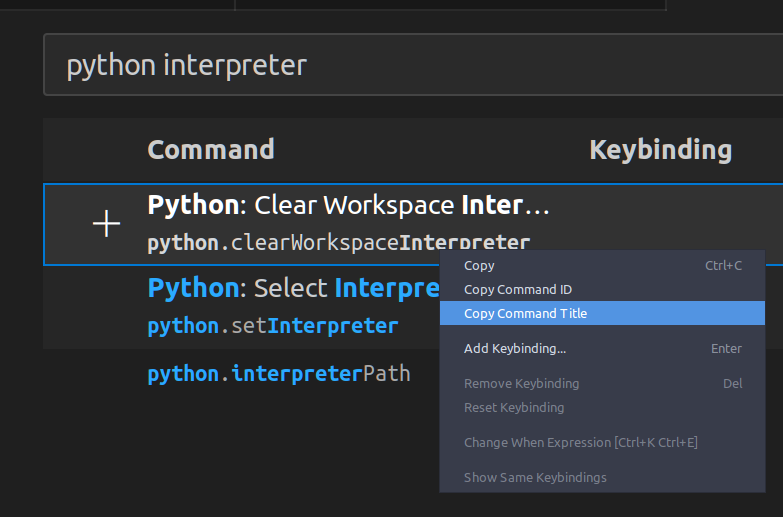 python interpreter
Command Keybinding
Python: Clear Workspace Inter...
python.clearWorkspaceInterpreter
Python: Select Interpre
python.setInterpreter
python.interpreterPath
Copy Ctrl+C
Copy Command ID
Copy Command Title
Add Keybinding... Enter
Remove Keybinding Del
Reset Keybinding
Change When Expression [Ctrl+K Ctrl+E]
Show Same Keybindings